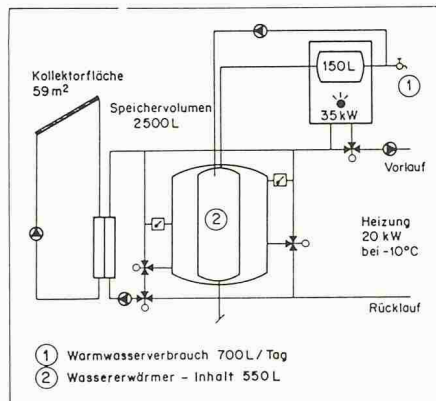 Kollektorfläche
59 m²
Speichervolumen
2500 L
150 L
35 kW
1
Vorlauf
2
Heizung
20 kW
bei -10°C
Rücklauf
1 Warmwasserverbrauch 700 L / Tag
2 Wassererwärmer – Inhalt 550 L